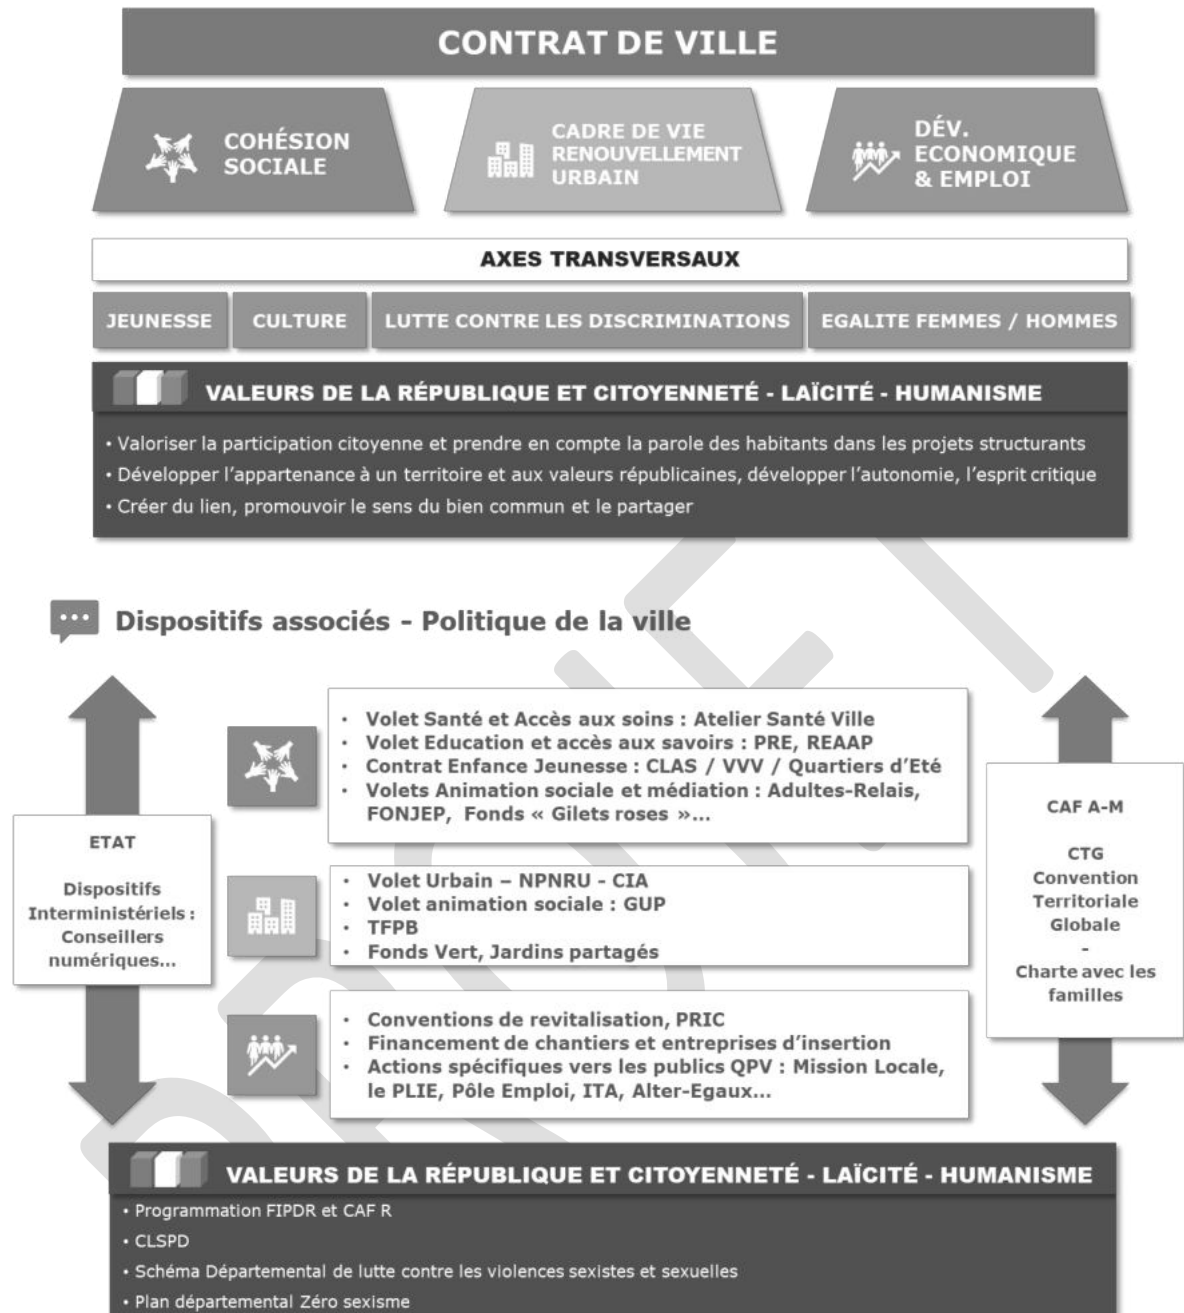 CONTRAT DE VILLE
COHÉSION
SOCIALE
CADRE DE VIE
RENOUVELLEMENT
URBAIN
DÉV.
ECONOMIQUE
& EMPLOI
AXES TRANSVERSAUX
JEUNESSE
CULTURE
LUTTE CONTRE LES DISCRIMINATIONS
EGALITE FEMMES / HOMMES
VALEURS DE LA RÉPUBLIQUE ET CITOYENNETÉ - LAÏCITÉ - HUMANISME
• Valoriser la participation citoyenne et prendre en compte la parole des habitants dans les projets structurants
• Développer l'appartenance à un territoire et aux valeurs républicaines, développer l'autonomie, l'esprit critique
• Créer du lien, promouvoir le sens du bien commun et le partager
Dispositifs associés - Politique de la ville
ETAT
Dispositifs
Interministériels :
Conseillers
numériques...
• Volet Santé et Accès aux soins : Atelier Santé Ville
• Volet Education et accès aux savoirs : PRE, REAAP
• Contrat Enfance Jeunesse : CLAS / VVV / Quartiers d'Eté
• Volets Animation sociale et médiation : Adultes-Relais,
FONJEP, Fonds « Gilets roses »...
• Volet Urbain – NPNRU - CIA
• Volet animation sociale : GUP
• TFPB
• Fonds Vert, Jardins partagés
• Conventions de revitalisation, PRIC
• Financement de chantiers et entreprises d'insertion
• Actions spécifiques vers les publics QPV : Mission Locale,
le PLIE, Pôle Emploi, ITA, Alter-Egaux...
CAF A-M
CTG
Convention
Territoriale
Globale
-
Charte avec les
familles
VALEURS DE LA RÉPUBLIQUE ET CITOYENNETÉ - LAÏCITÉ - HUMANISME
• Programmation FIPDR et CAF R
• CLSPD
• Schéma Départemental de lutte contre les violences sexistes et sexuelles
• Plan départemental Zéro sexisme